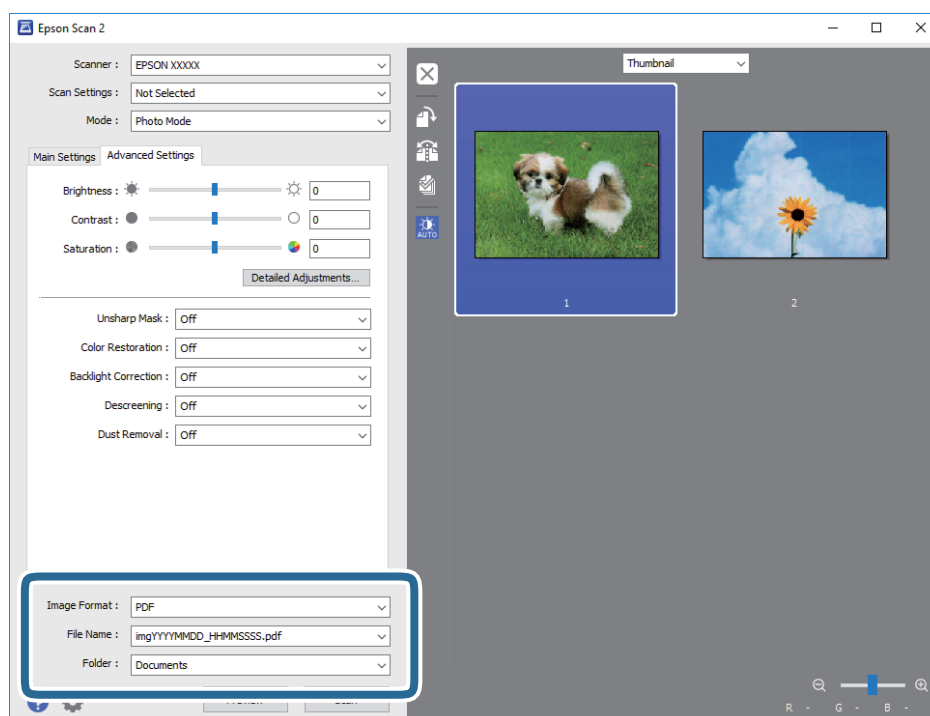 Epson Scan 2
Scanner : EPSON XXXXX
Scan Settings : Not Selected
Mode : Photo Mode
Main Settings Advanced Settings
Brightness : 0
Contrast : 0
Saturation : 0
Detailed Adjustments...
Unsharp Mask : Off
Color Restoration : Off
Backlight Correction : Off
Descreening : Off
Dust Removal : Off
Image Format : PDF
File Name : imgYYYYMMDD_HHMMSSSS.pdf
Folder : Documents
Preview Scan
Thumbnail
AUTO
1 2
R - G - B -